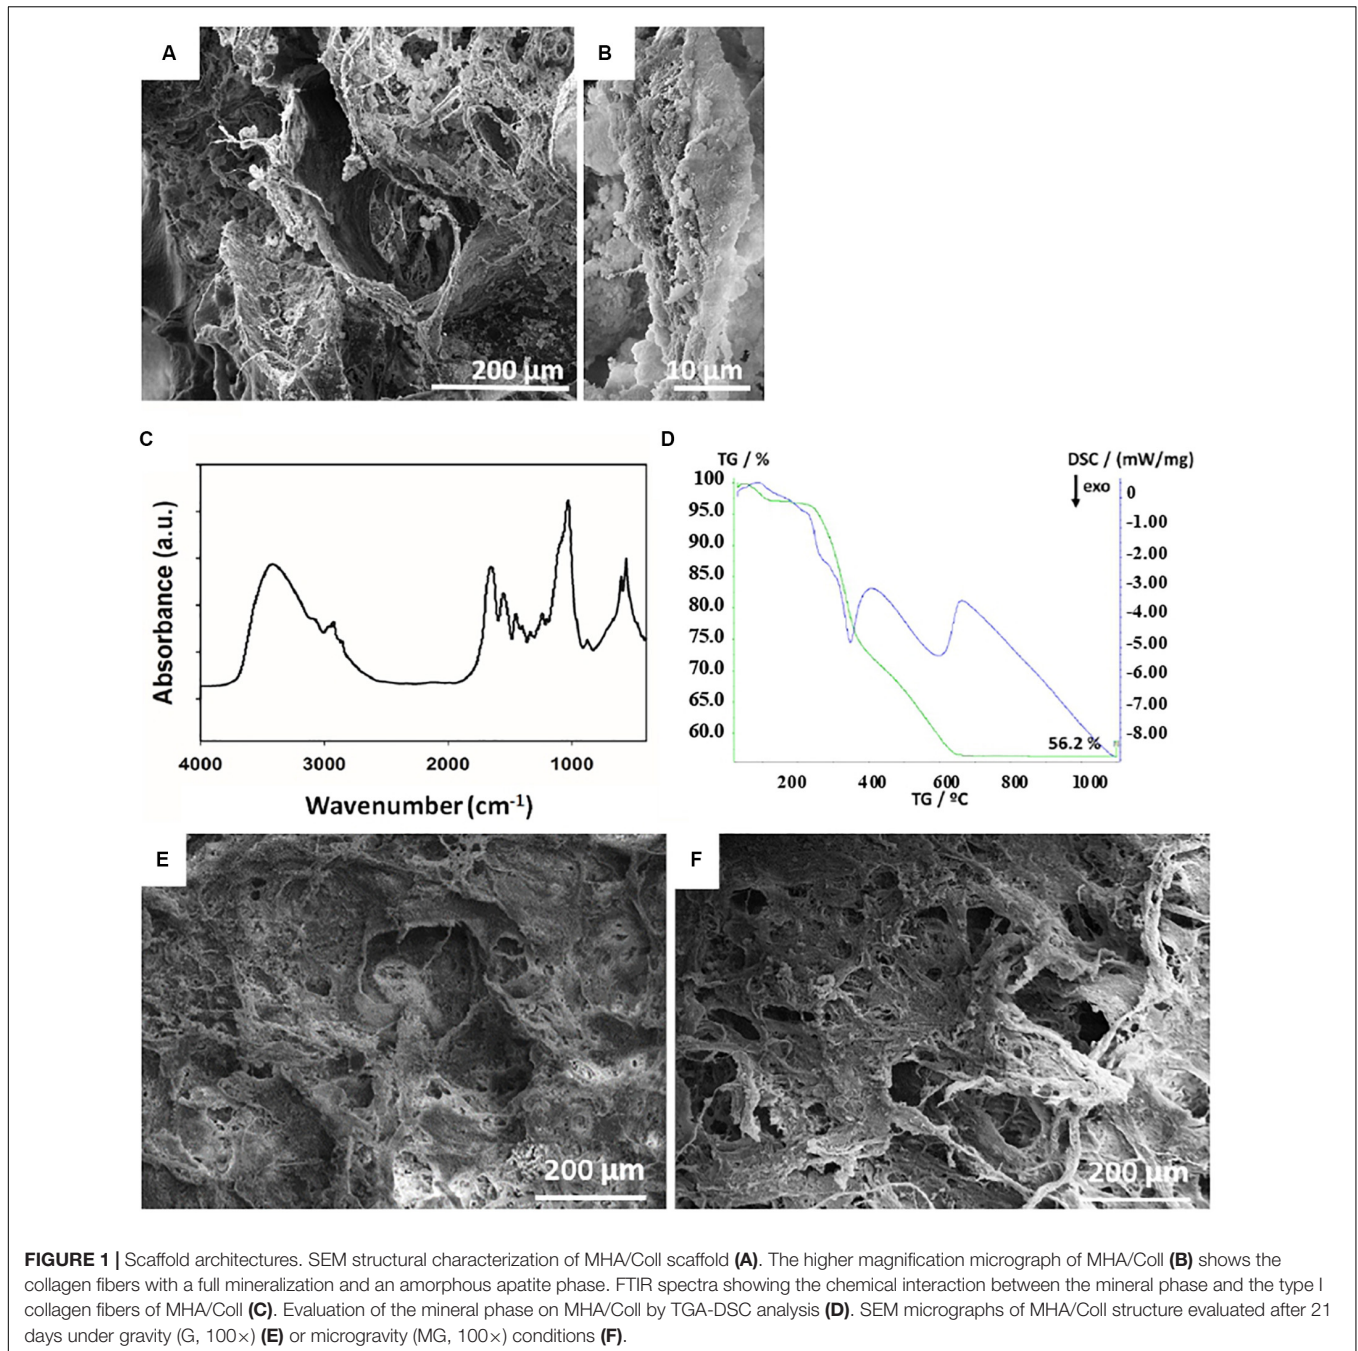 A
B
200 µm
10 µm
C
D
Absorbance (a.u.)
4000 3000 2000 1000
Wavenumber (cm-1)
TG / %
DSC / (mW/mg)
↓ exo
100
95.0
90.0
85.0
80.0
75.0
70.0
65.0
60.0
0
-1.00
-2.00
-3.00
-4.00
-5.00
-6.00
-7.00
-8.00
56.2 %
200 400 600 800 1000
TG / ºC
E
F
200 µm
200 µm
FIGURE 1 | Scaffold architectures. SEM structural characterization of MHA/Coll scaffold (A). The higher magnification micrograph of MHA/Coll (B) shows the
collagen fibers with a full mineralization and an amorphous apatite phase. FTIR spectra showing the chemical interaction between the mineral phase and the type I
collagen fibers of MHA/Coll (C). Evaluation of the mineral phase on MHA/Coll by TGA-DSC analysis (D). SEM micrographs of MHA/Coll structure evaluated after 21
days under gravity (G, 100×) (E) or microgravity (MG, 100×) conditions (F).